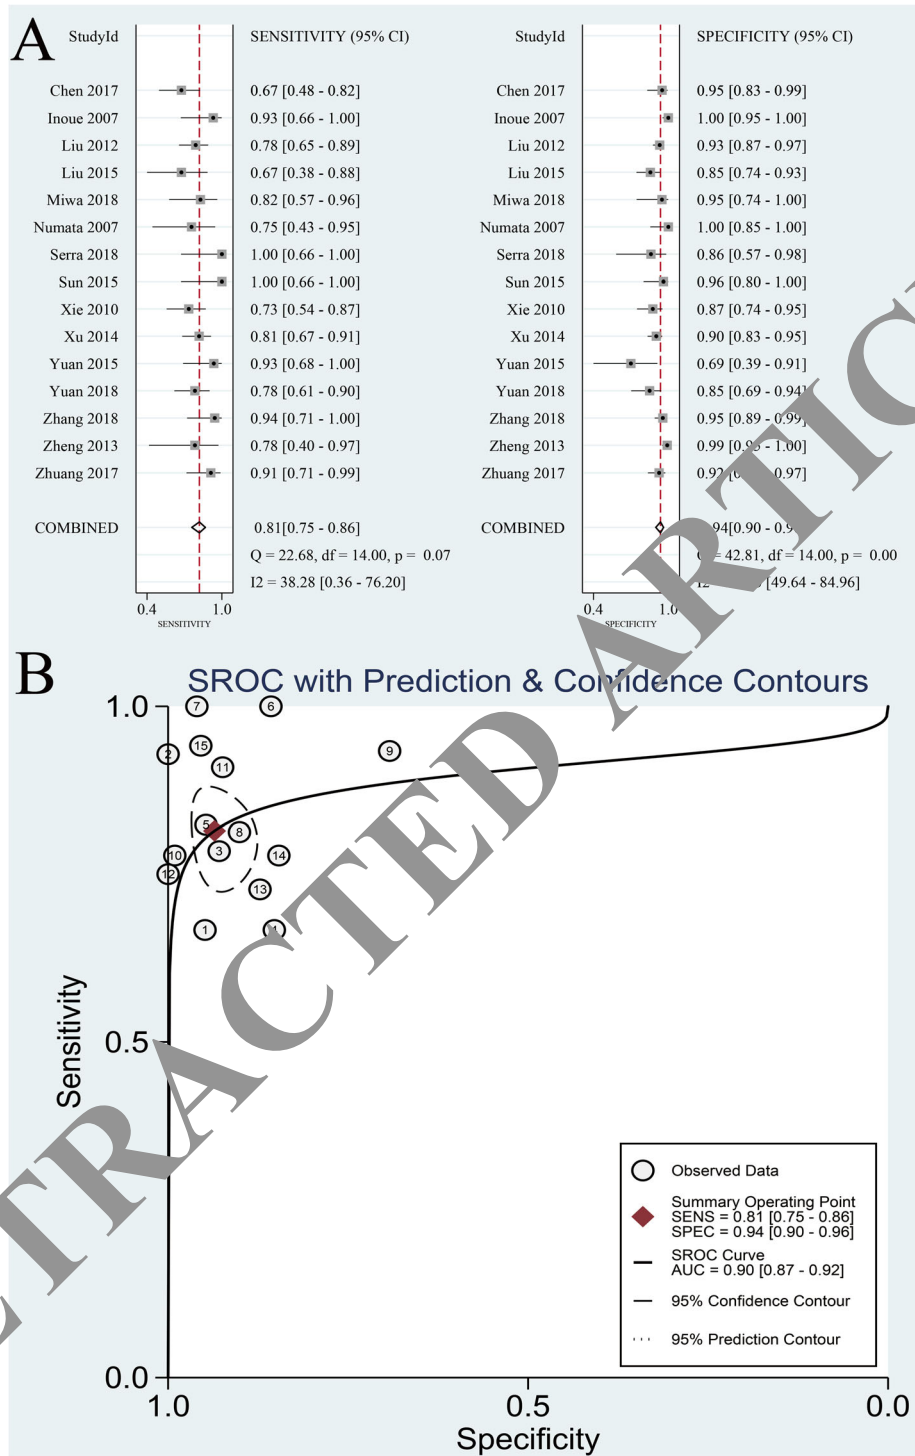 A
StudyId SENSITIVITY (95% CI)
Chen 2017 0.67 [0.48 - 0.82]
Inoue 2007 0.93 [0.66 - 1.00]
Liu 2012 0.78 [0.65 - 0.89]
Liu 2015 0.67 [0.38 - 0.88]
Miwa 2018 0.82 [0.57 - 0.96]
Numata 2007 0.75 [0.43 - 0.95]
Serra 2018 1.00 [0.66 - 1.00]
Sun 2015 1.00 [0.66 - 1.00]
Xie 2010 0.73 [0.54 - 0.87]
Xu 2014 0.81 [0.67 - 0.91]
Yuan 2015 0.93 [0.68 - 1.00]
Yuan 2018 0.78 [0.61 - 0.90]
Zhang 2018 0.94 [0.71 - 1.00]
Zheng 2013 0.78 [0.40 - 0.97]
Zhuang 2017 0.91 [0.71 - 0.99]
COMBINED 0.81[0.75 - 0.86]
Q = 22.68, df = 14.00, p = 0.07
I2 = 38.28 [0.36 - 76.20]
0.4 1.0
SENSITIVITY
StudyId SPECIFICITY (95% CI)
Chen 2017 0.95 [0.83 - 0.99]
Inoue 2007 1.00 [0.95 - 1.00]
Liu 2012 0.93 [0.87 - 0.97]
Liu 2015 0.85 [0.74 - 0.93]
Miwa 2018 0.95 [0.74 - 1.00]
Numata 2007 1.00 [0.85 - 1.00]
Serra 2018 0.86 [0.57 - 0.98]
Sun 2015 0.96 [0.80 - 1.00]
Xie 2010 0.87 [0.74 - 0.95]
Xu 2014 0.90 [0.83 - 0.95]
Yuan 2015 0.69 [0.39 - 0.91]
Yuan 2018 0.85 [0.69 - 0.94]
Zhang 2018 0.95 [0.89 - 0.99]
Zheng 2013 0.99 - 1.00]
Zhuang 2017 0.97]
COMBINED
= 42.81, df = 14.00, p = 0.00
[49.64 - 84.96]
0.4 1.0
SPECIFICITY
B
SROC with Prediction & Confidence Contours
1.0
7 6
15 9
2
11
5 8
3
10 14
12
13
1
0.5
Sensitivity
0.0
1.0 0.5 0.0
Specificity
Observed Data
Summary Operating Point
SENS = 0.81 [0.75 - 0.86]
SPEC = 0.94 [0.90 - 0.96]
SROC Curve
AUC = 0.90 [0.87 - 0.92]
95% Confidence Contour
95% Prediction Contour
ARTIC
ETRACTED